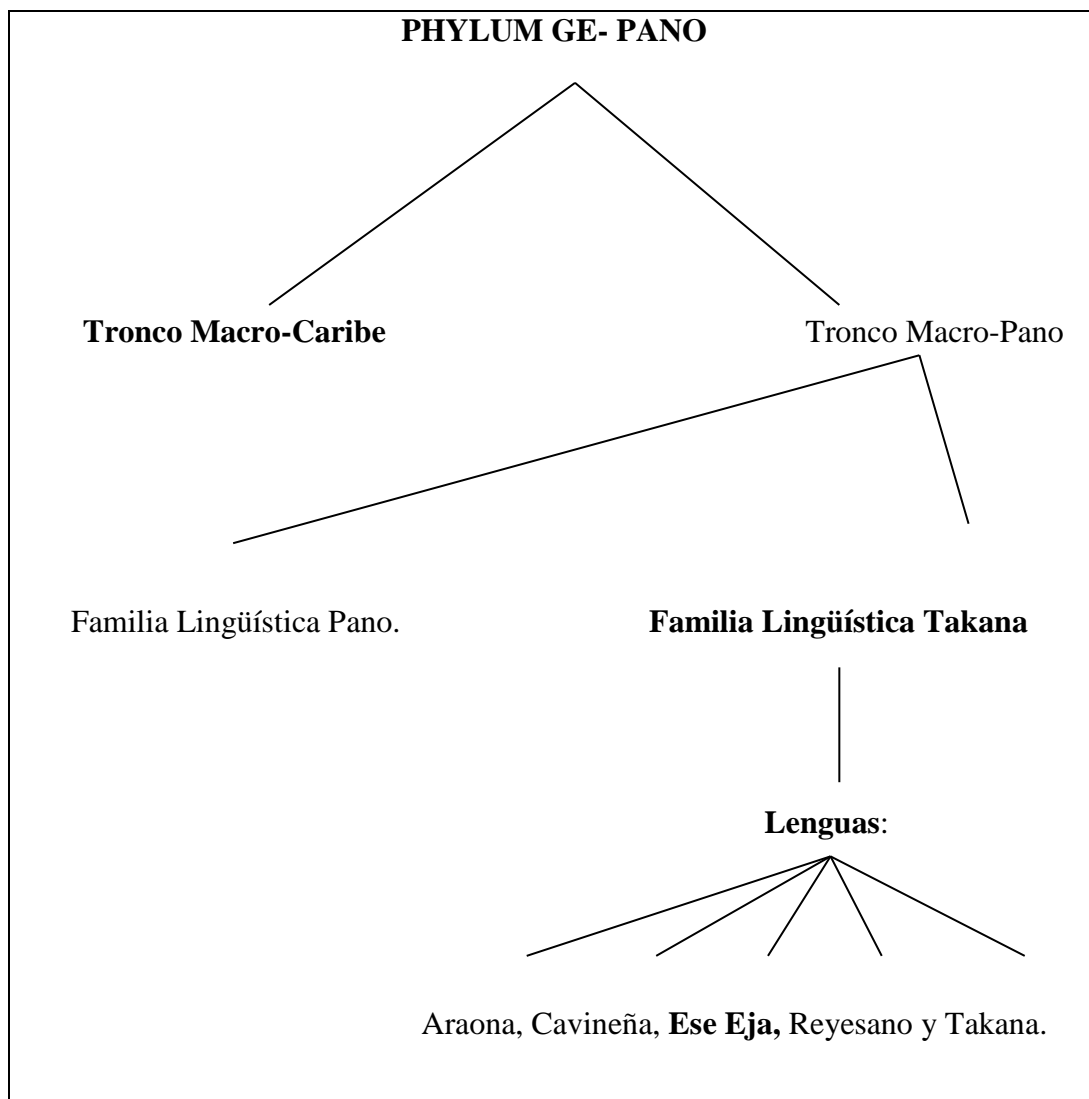 PHYLUM GE- PANO
Tronco Macro-Caribe Tronco Macro-Pano
Familia Lingüística Pano. Familia Lingüística Takana
Lenguas:
Araona, Cavineña, Ese Eja, Reyesano y Takana.